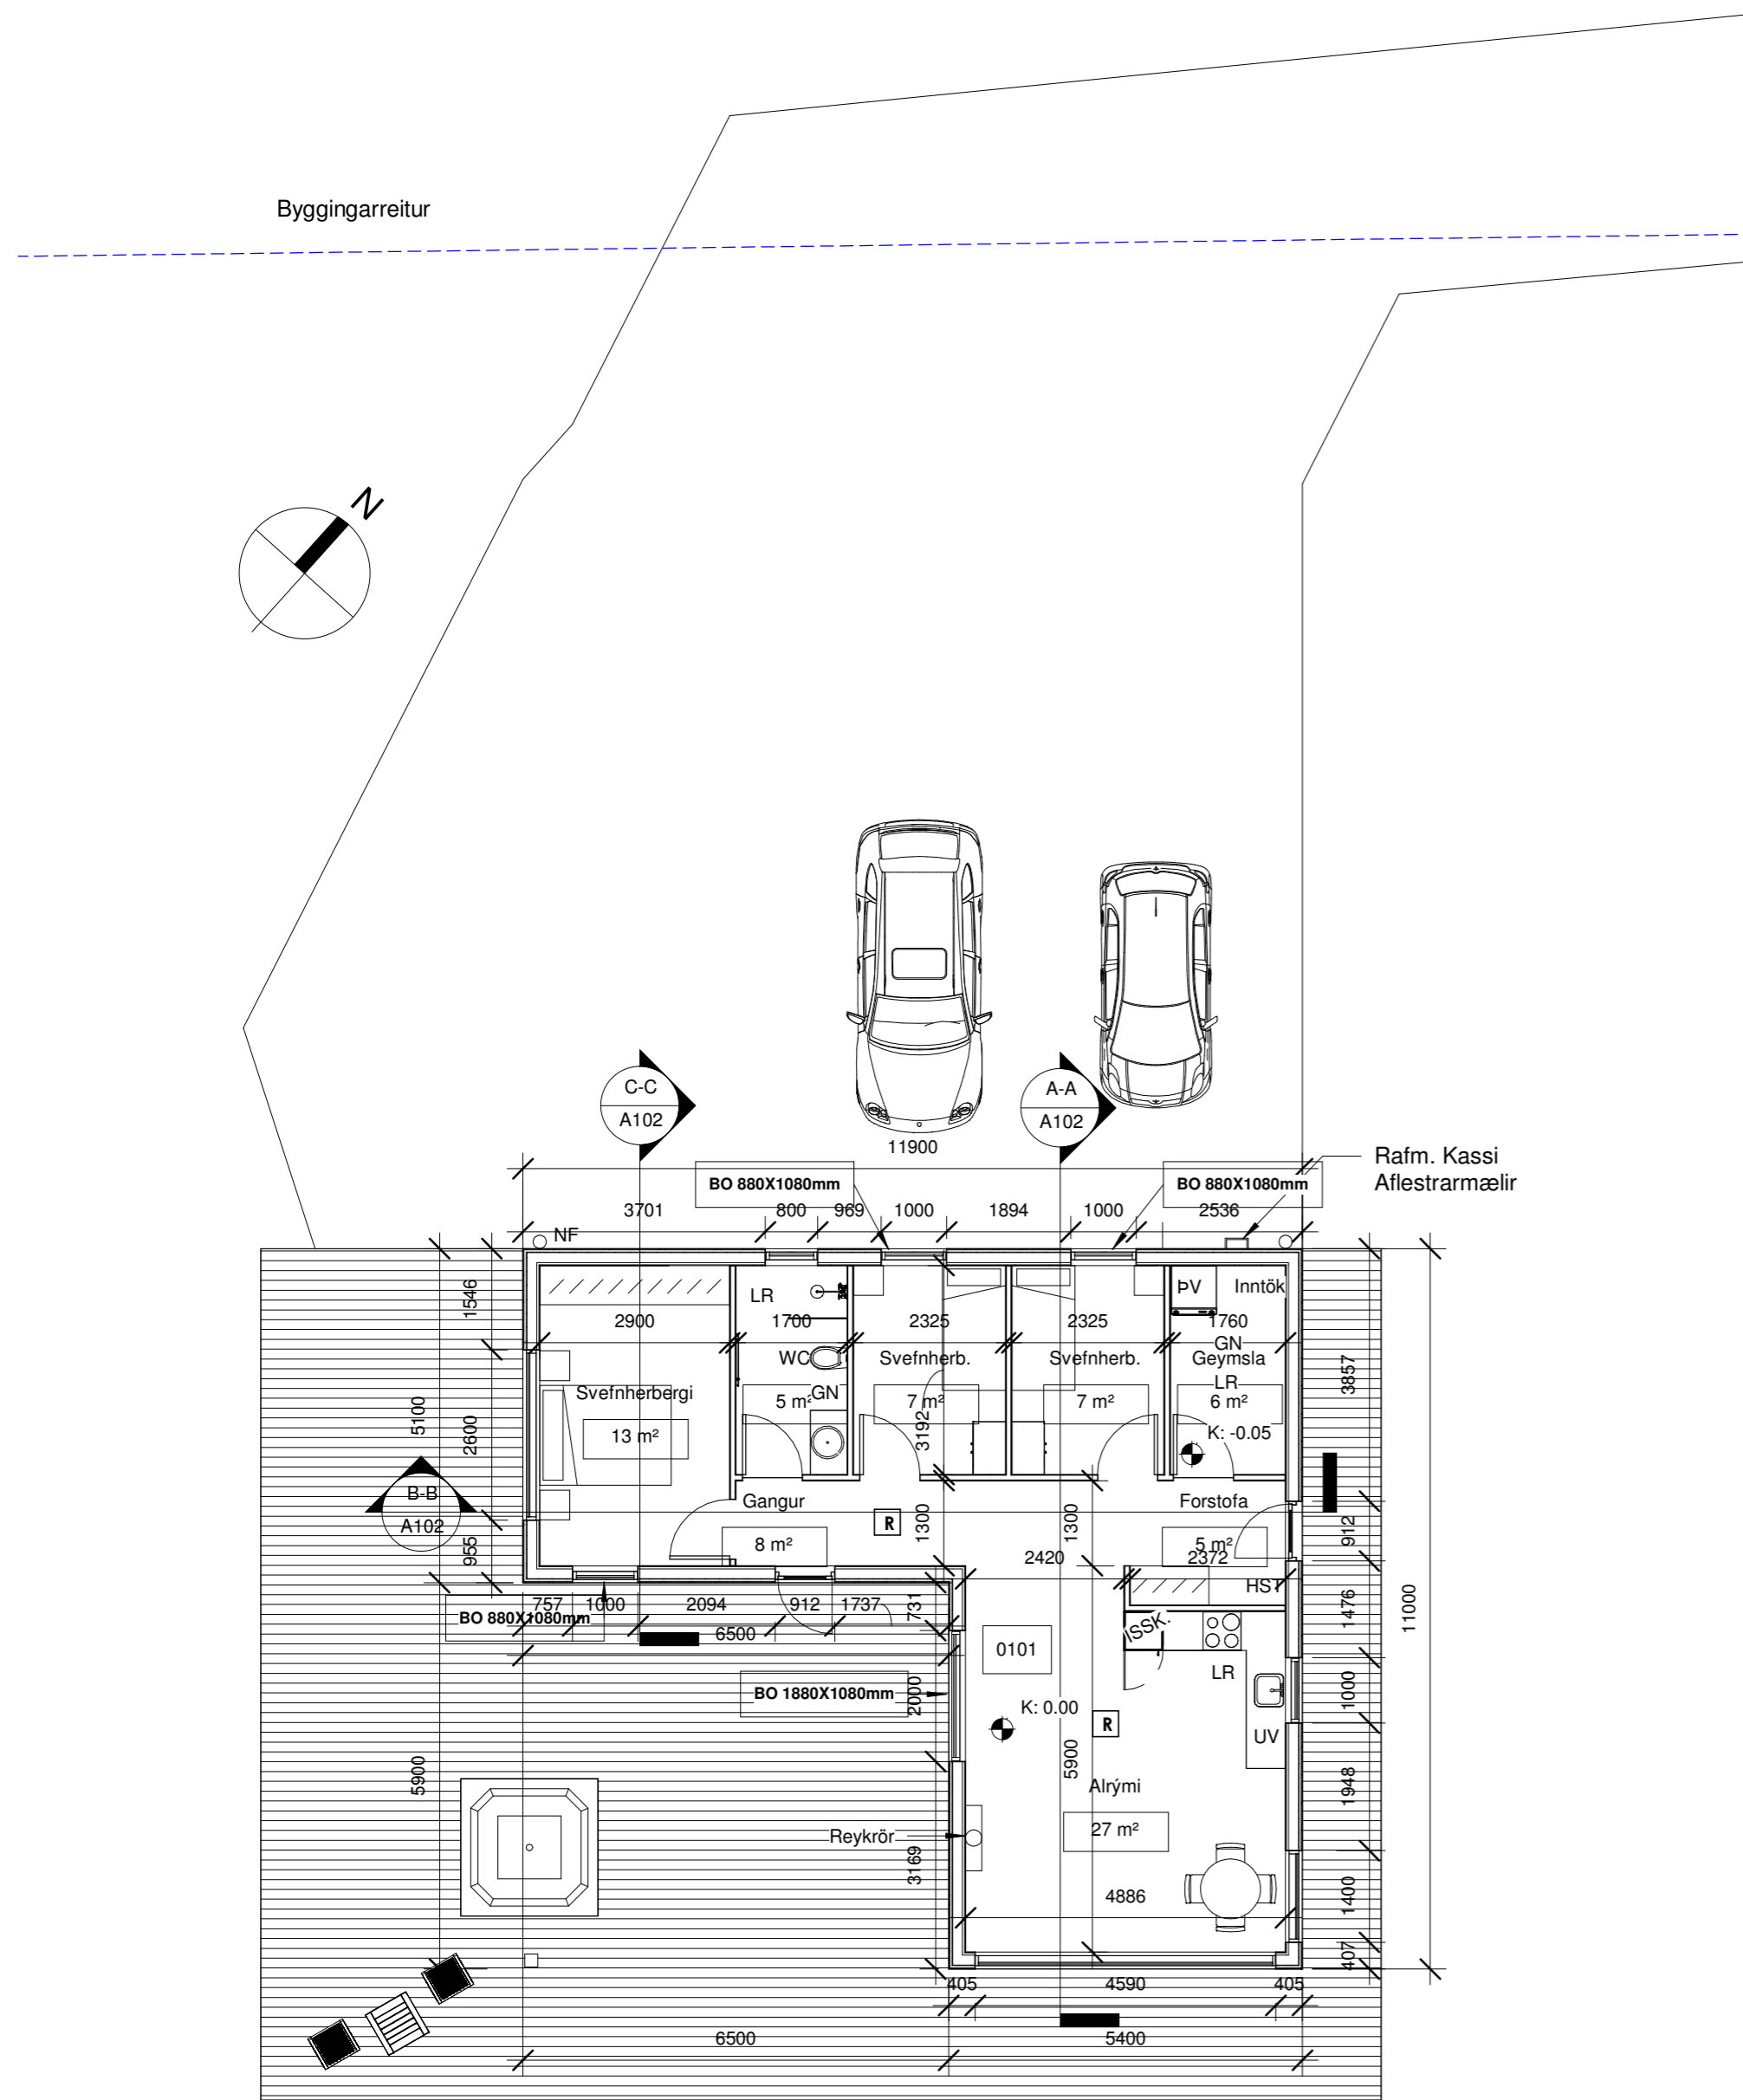 Byggingarreitur
N
C-C
A102
A-A
A102
11900
Rafm. Kassi
Aflestrarmælir
BO 880X1080mm
BO 880X1080mm
3701
800
969
1000
1894
1000
2536
NF
LR
ÞV
Inntök
1546
2900
1700
2325
2325
1760
GN
WC
Svefnherb.
Svefnherb.
Geymsla
3857
LR
Svefnherbergi
5 m²
GN
7 m²
7 m²
6 m²
5100
2600
13 m²
3192
K: -0.05
B-B
A102
Gangur
Forstofa
R
1300
1300
912
955
8 m²
5 m²
2420
2372
HST
757
1000
2094
912
1737
731
1476
11000
BO 880X1080mm
6500
ÍSSK.
0101
LR
BO 1880X1080mm
2000
K: 0.00
R
1000
UV
5900
5900
Alrými
1948
Reykrör
27 m²
3169
4886
1400
407
405
4590
405
6500
5400